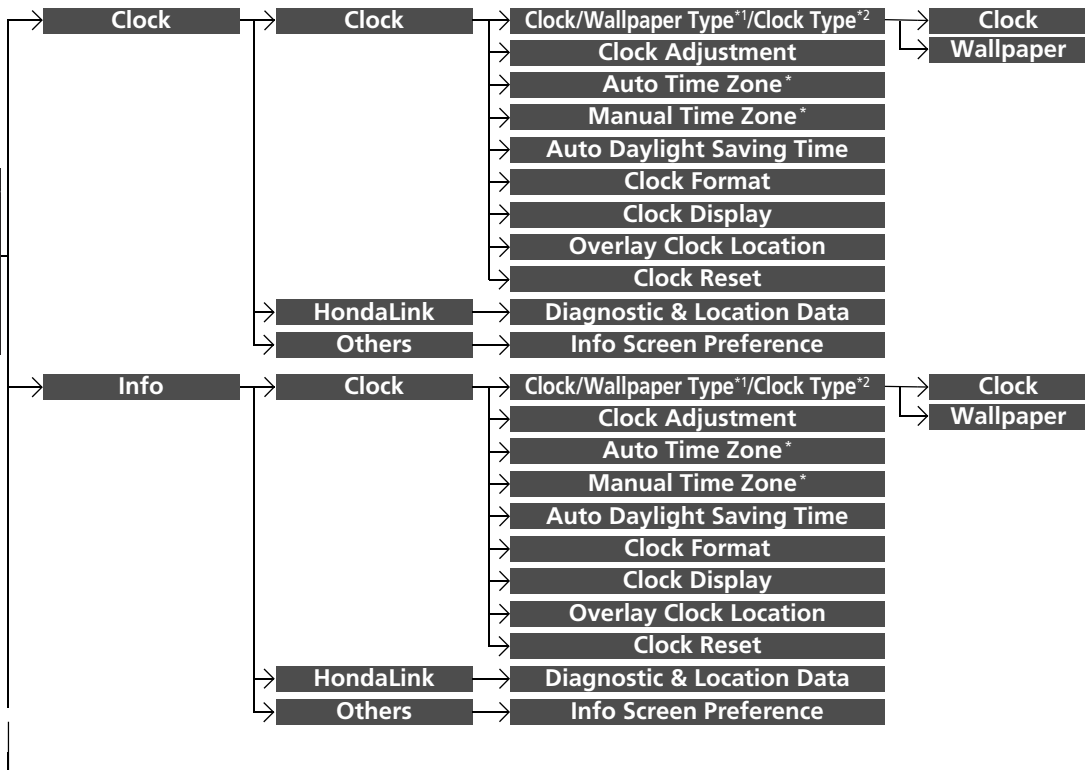 Clock
Clock
Clock/Wallpaper Type*1/Clock Type*2
Clock
Wallpaper
Clock Adjustment
Auto Time Zone*
Manual Time Zone*
Auto Daylight Saving Time
Clock Format
Clock Display
Overlay Clock Location
Clock Reset
HondaLink
Diagnostic & Location Data
Others
Info Screen Preference
Info
Clock
Clock/Wallpaper Type*1/Clock Type*2
Clock
Wallpaper
Clock Adjustment
Auto Time Zone*
Manual Time Zone*
Auto Daylight Saving Time
Clock Format
Clock Display
Overlay Clock Location
Clock Reset
HondaLink
Diagnostic & Location Data
Others
Info Screen Preference